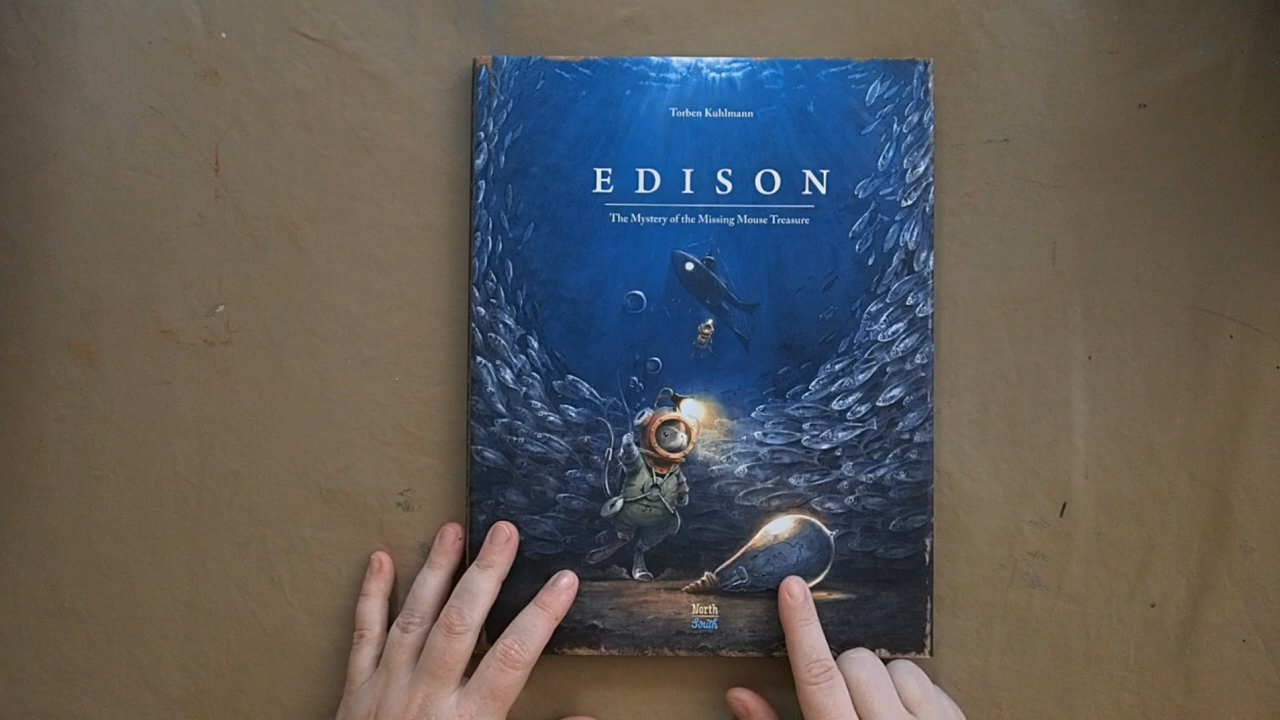 Torben Kuhlmann
EDISON
The Mystery of the Missing Mouse Treasure
North
South